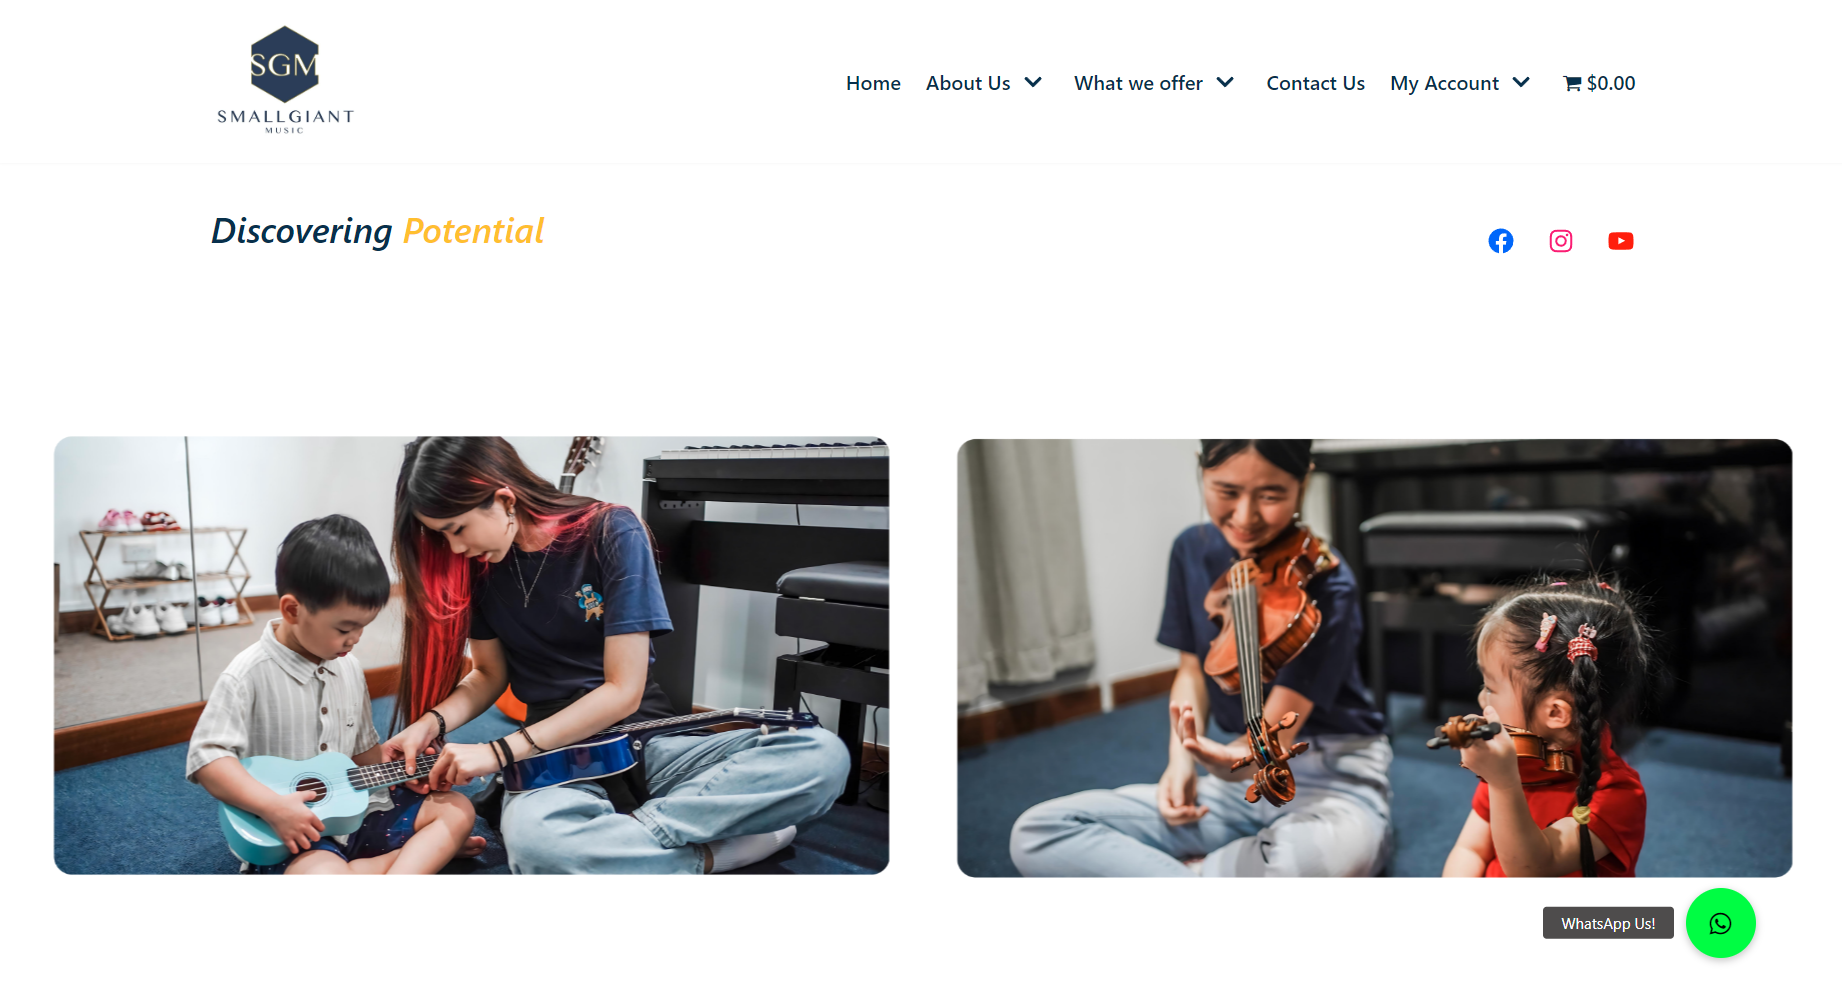 SGM
SMALLGIANT
MUSIC
Home
About Us
What we offer
Contact Us
My Account
$0.00
Discovering Potential
WhatsApp Us!